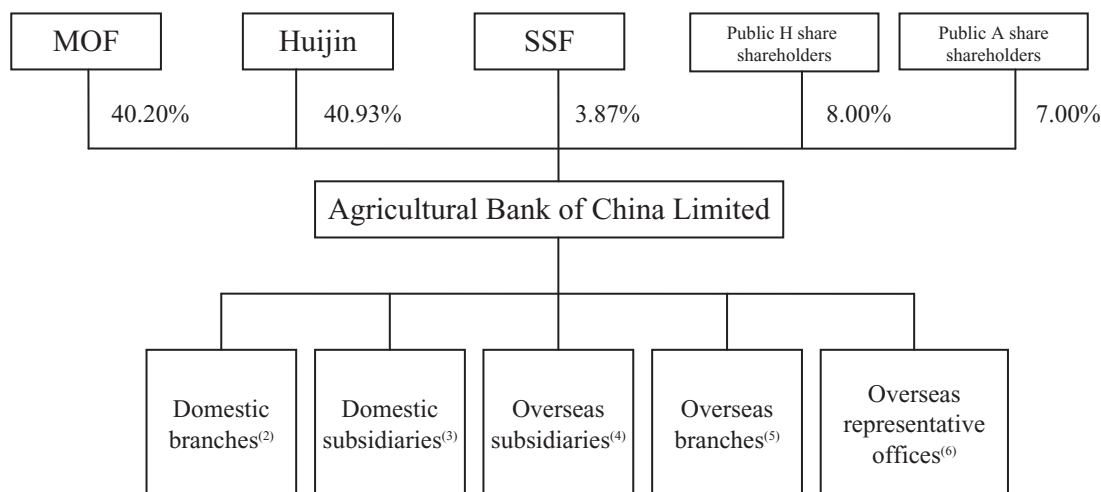 MOF
Huijin
SSF
Public H share
shareholders
Public A share
shareholders
40.20%
40.93%
3.87%
8.00%
7.00%
Agricultural Bank of China Limited
Domestic
branches(2)
Domestic
subsidiaries(3)
Overseas
subsidiaries(4)
Overseas
branches(5)
Overseas
representative
offices(6)